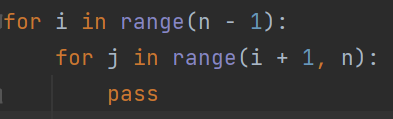 for i in range(n - 1):
    for j in range(i + 1, n):
        pass